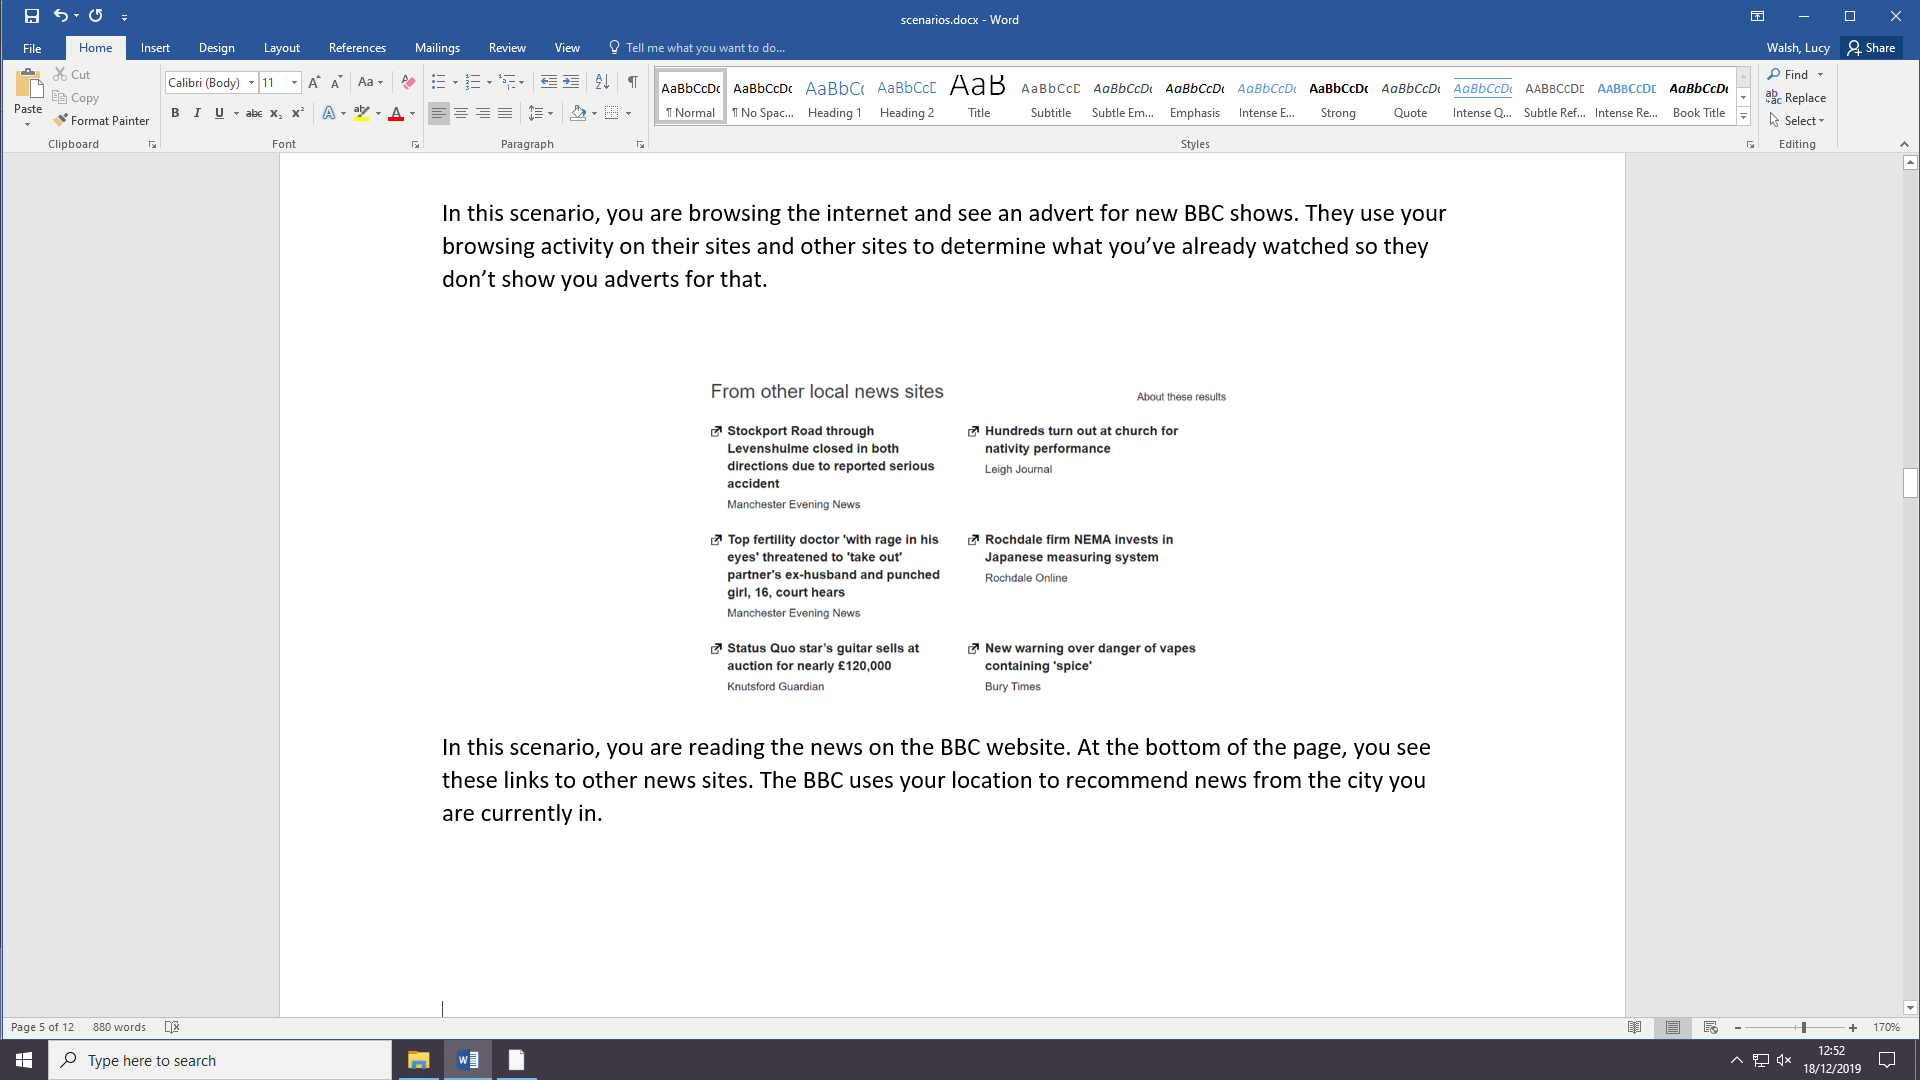 scenarios.docx - Word
File Home Insert Design Layout References Mailings Review View Tell me what you want to do... Walsh, Lucy Share
Paste
Cut
Copy
Format Painter
Clipboard
Calibri (Body) 11
Aa
B I U abc x₂ x² A aby A
Font
Paragraph
AaBbCcDc AaBbCcDc AaBbCc AaBbCcC AaB AaBbCcD AaBbCcDc AaBbCcDc AaBbCcDc AaBbCcDc AaBbCcDc AaBbCcDc AaBbCcDc AaBbCcDc AaBbCcDc
¶ Normal ¶ No Spac... Heading 1 Heading 2 Title Subtitle Subtle Em... Emphasis Intense E... Strong Quote Intense Q... Subtle Ref... Intense Re... Book Title
Styles
Find
Replace
Select
Editing
In this scenario, you are browsing the internet and see an advert for new BBC shows. They use your
browsing activity on their sites and other sites to determine what you’ve already watched so they
don’t show you adverts for that.
From other local news sites
About these results
Stockport Road through
Levenshulme closed in both
directions due to reported serious
accident
Manchester Evening News
Hundreds turn out at church for
nativity performance
Leigh Journal
Top fertility doctor 'with rage in his
eyes' threatened to 'take out'
partner's ex-husband and punched
girl, 16, court hears
Manchester Evening News
Rochdale firm NEMA invests in
Japanese measuring system
Rochdale Online
Status Quo star’s guitar sells at
auction for nearly £120,000
Knutsford Guardian
New warning over danger of vapes
containing 'spice'
Bury Times
In this scenario, you are reading the news on the BBC website. At the bottom of the page, you see
these links to other news sites. The BBC uses your location to recommend news from the city you
are currently in.
Page 5 of 12 880 words 170%
Type here to search
12:52
18/12/2019